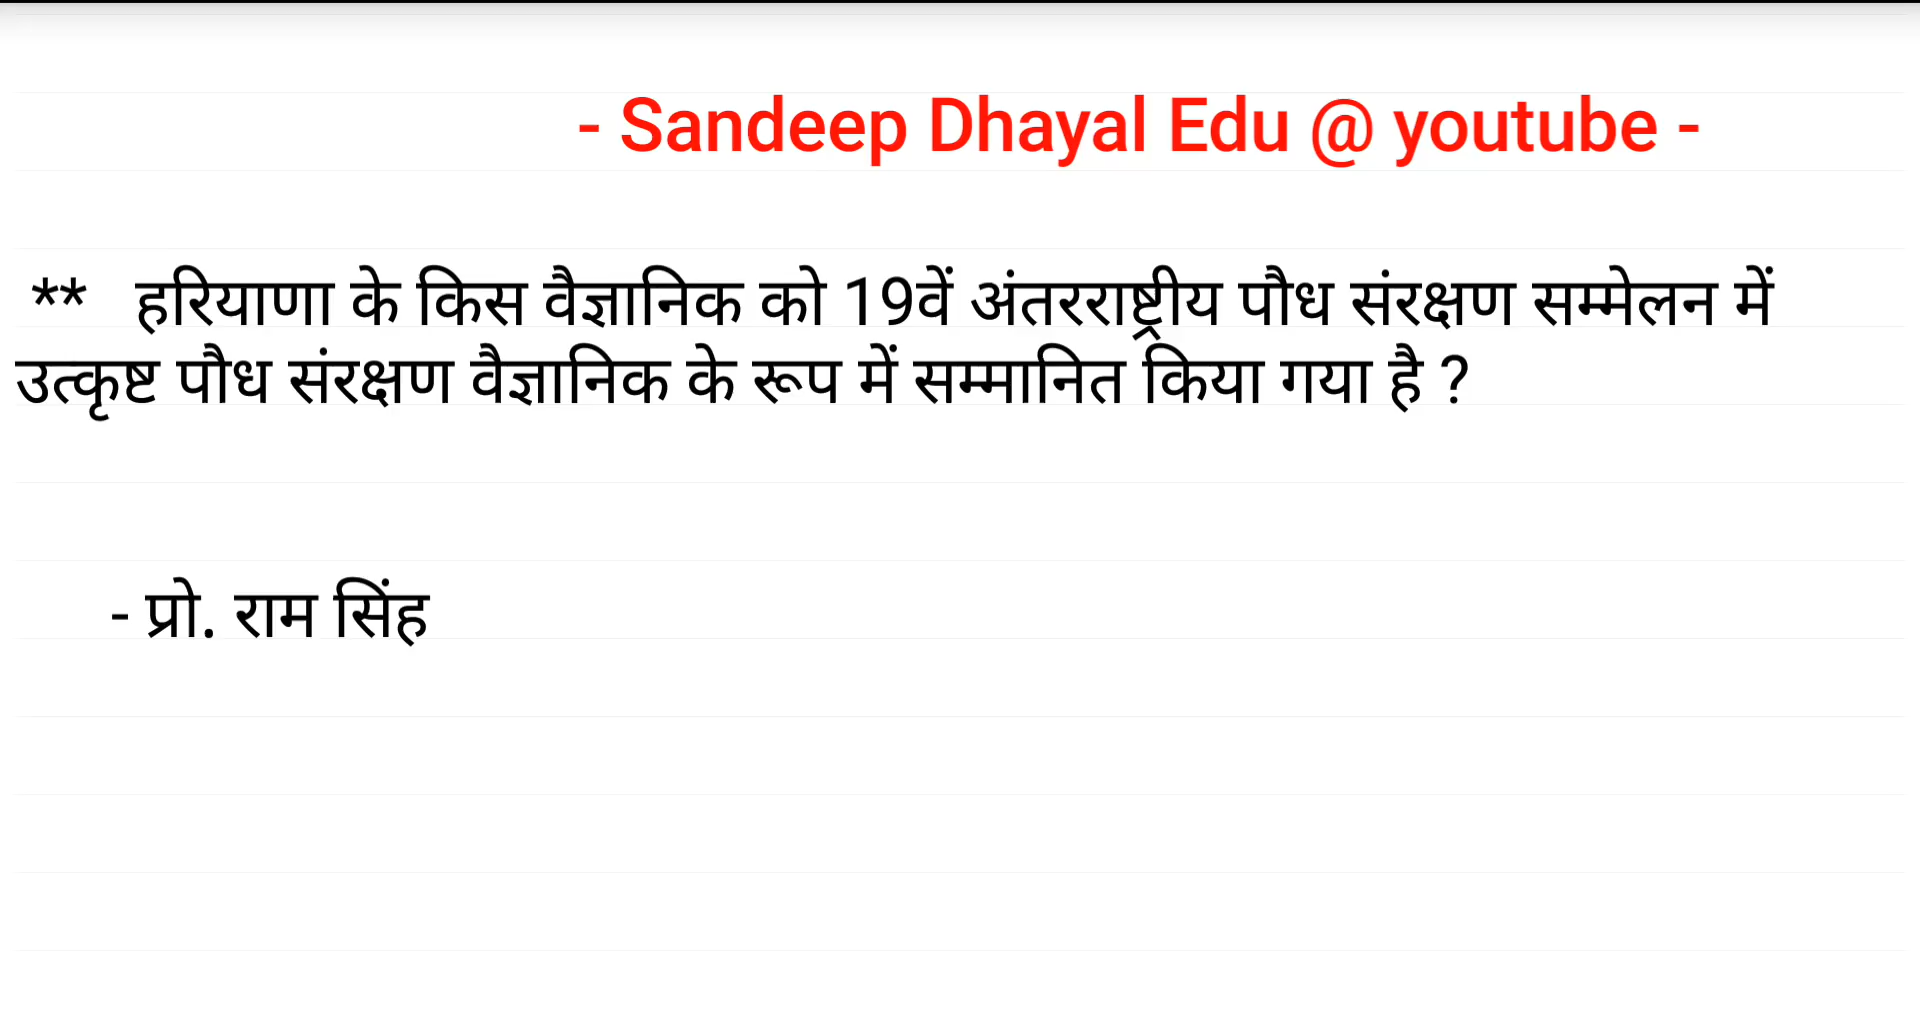 - Sandeep Dhayal Edu @ youtube -
** हरियाणा के किस वैज्ञानिक को 19वें अंतरराष्ट्रीय पौध संरक्षण सम्मेलन में
उत्कृष्ट पौध संरक्षण वैज्ञानिक के रूप में सम्मानित किया गया है ?
- प्रो. राम सिंह